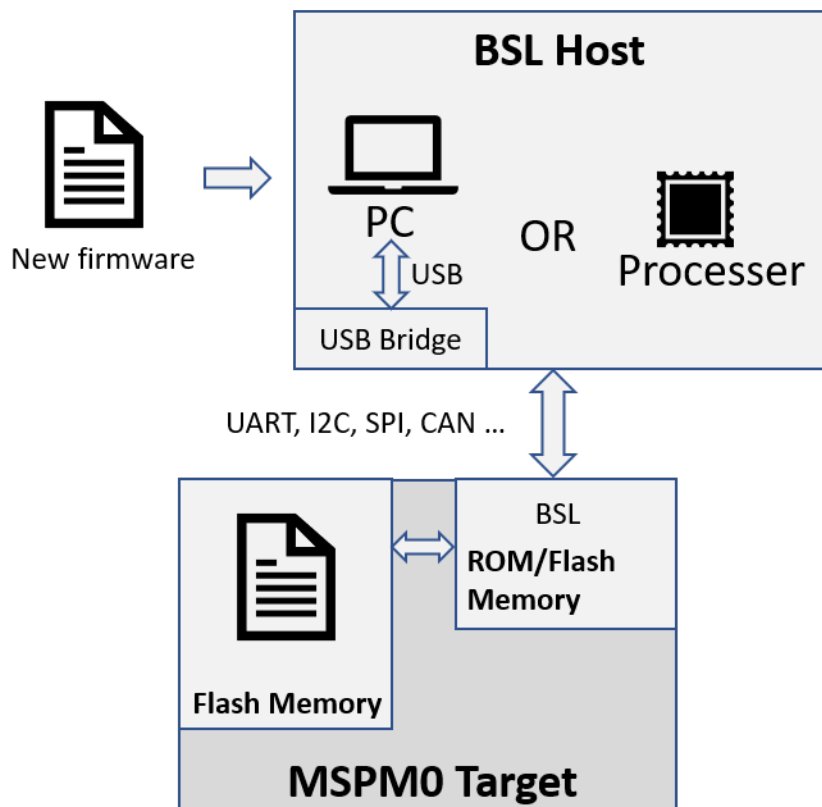 BSL Host
New firmware
PC
OR
Processer
USB
USB Bridge
UART, I2C, SPI, CAN ...
BSL
ROM/Flash
Memory
Flash Memory
MSPM0 Target